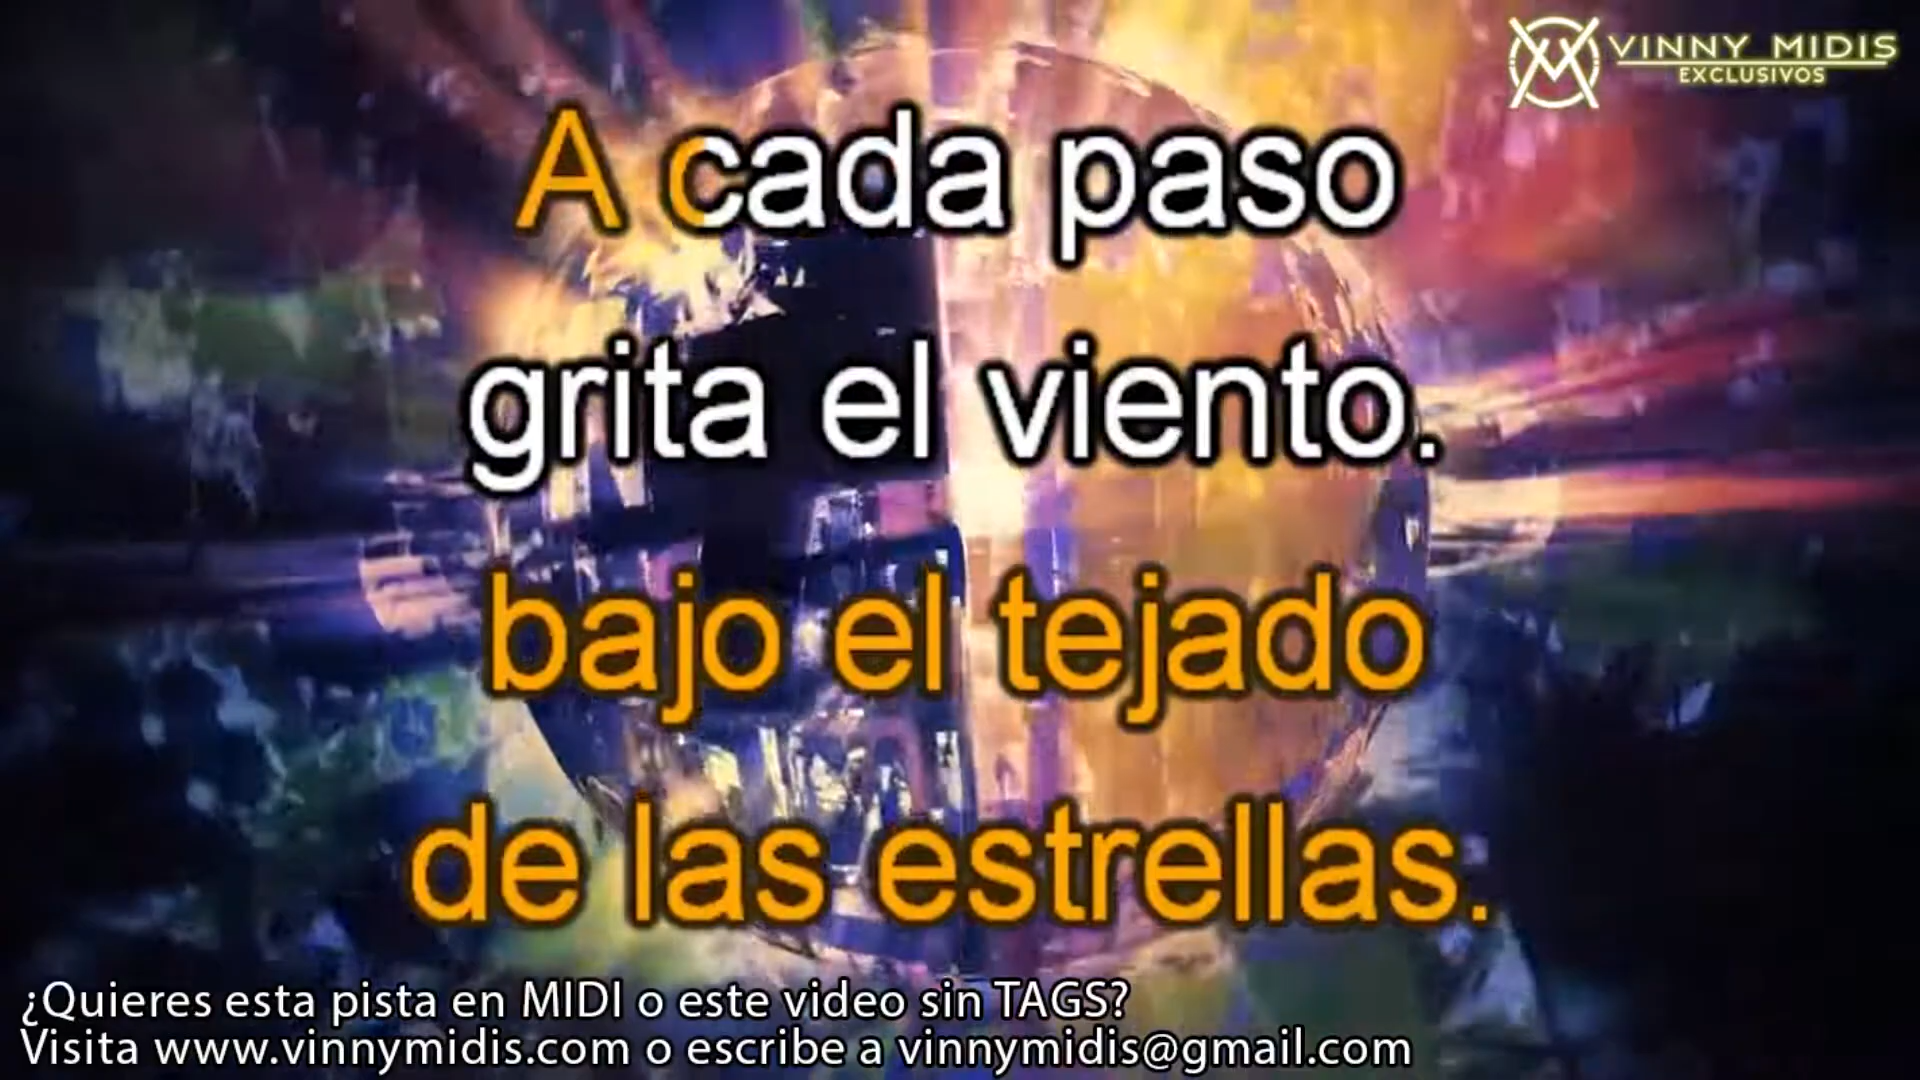 VINNY MIDIS
EXCLUSIVOS
A cada paso
grita el viento.
bajo el tejado
de las estrellas.
¿Quieres esta pista en MIDI o este video sin TAGS?
Visita www.vinnymidis.com o escribe a vinnymidis@gmail.com